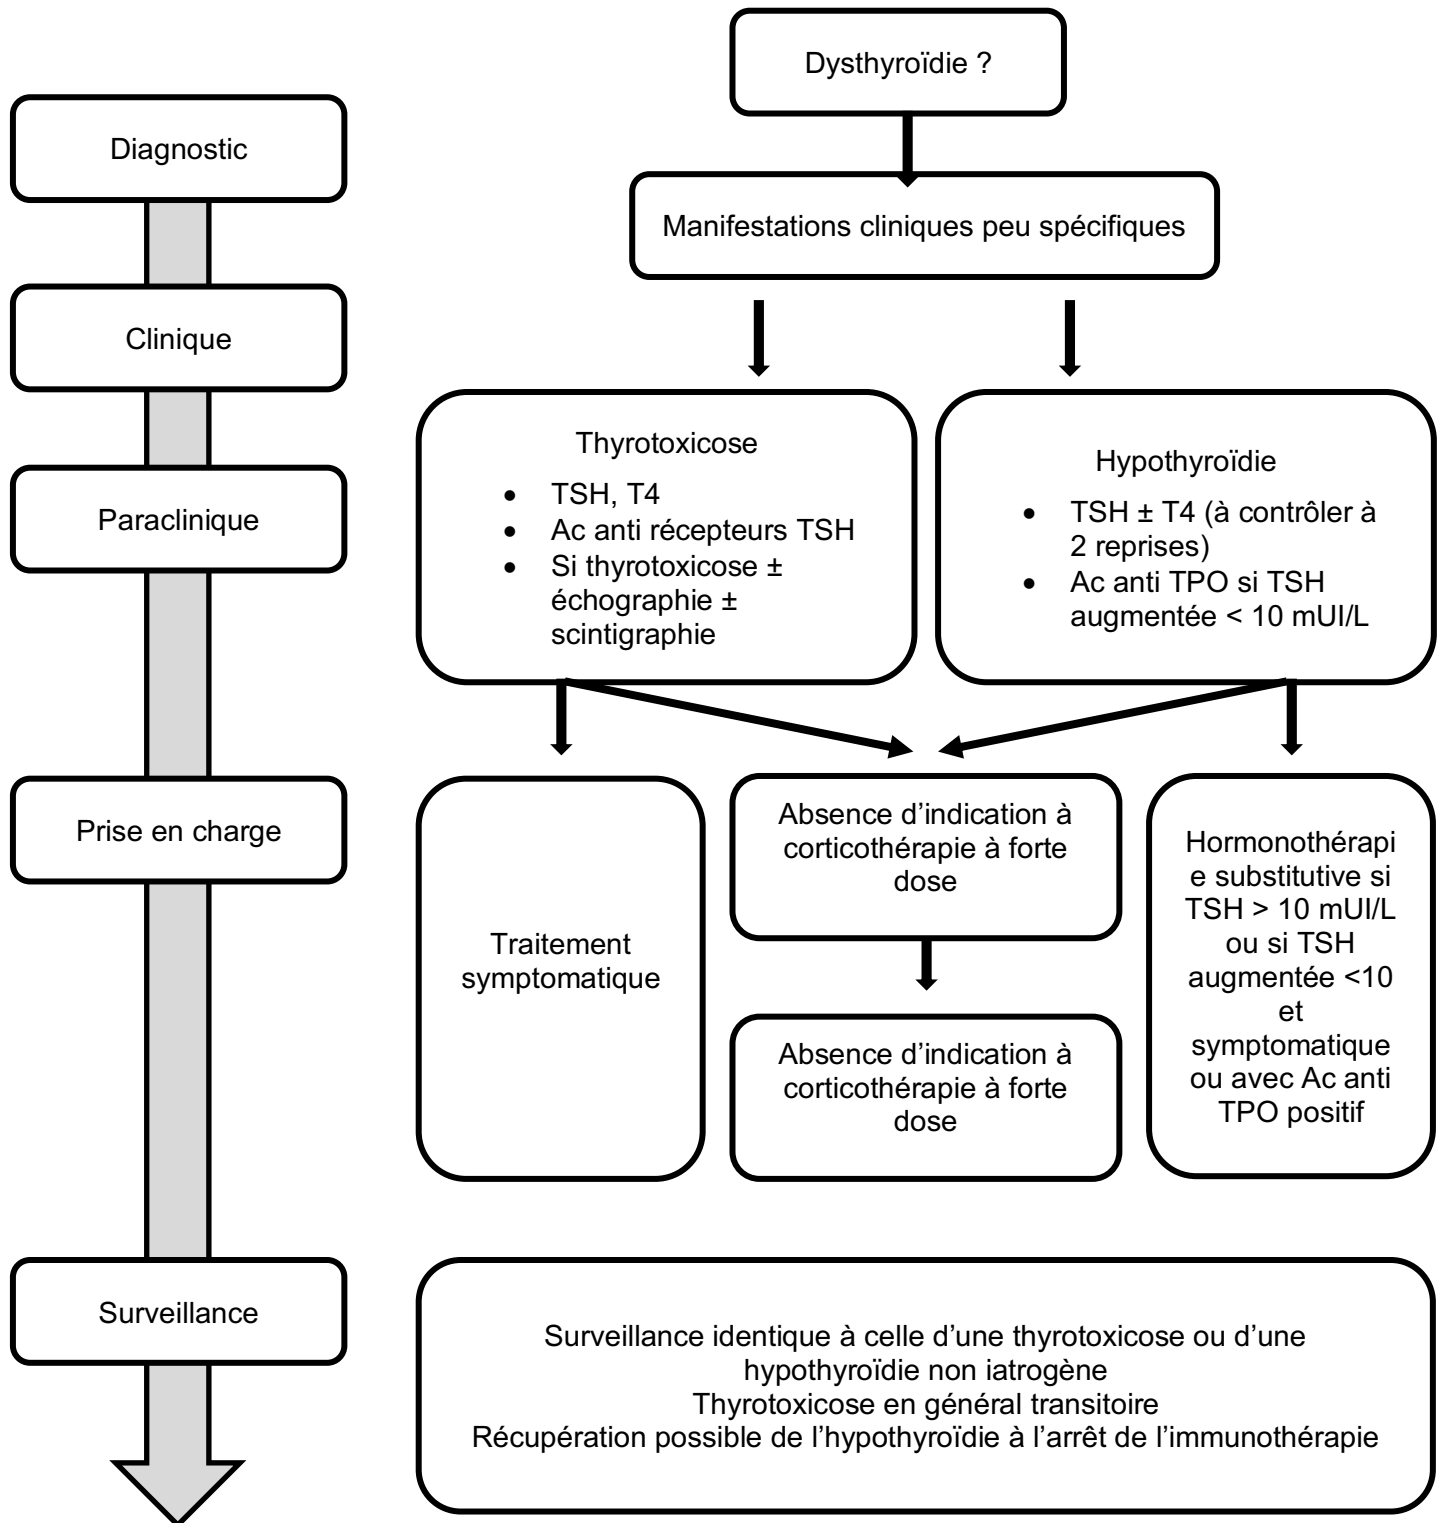 Dysthyroïdie ?
Diagnostic
Manifestations cliniques peu spécifiques
Clinique
Paraclinique
Thyrotoxicose
• TSH, T4
• Ac anti récepteurs TSH
• Si thyrotoxicose ±
échographie ±
scintigraphie
Hypothyroïdie
• TSH ± T4 (à contrôler à
2 reprises)
• Ac anti TPO si TSH
augmentée < 10 mUI/L
Prise en charge
Traitement
symptomatique
Absence d’indication à
corticothérapie à forte
dose
Absence d’indication à
corticothérapie à forte
dose
Hormonothérapi
e substitutive si
TSH > 10 mUI/L
ou si TSH
augmentée <10
et
symptomatique
ou avec Ac anti
TPO positif
Surveillance
Surveillance identique à celle d’une thyrotoxicose ou d’une
hypothyroïdie non iatrogène
Thyrotoxicose en général transitoire
Récupération possible de l’hypothyroïdie à l’arrêt de l’immunothérapie